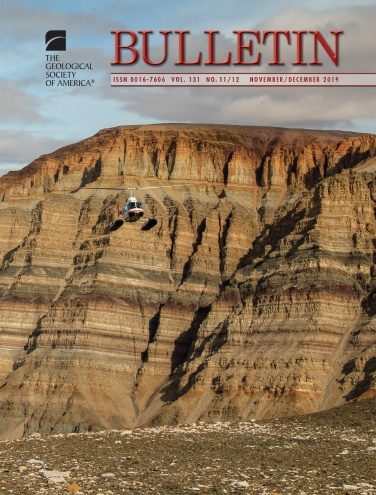 THE
GEOLOGICAL
SOCIETY
OF AMERICA®
BULLETIN
ISSN 0016-7606 VOL. 131 NO. 11/12 NOVEMBER/DECEMBER 2019